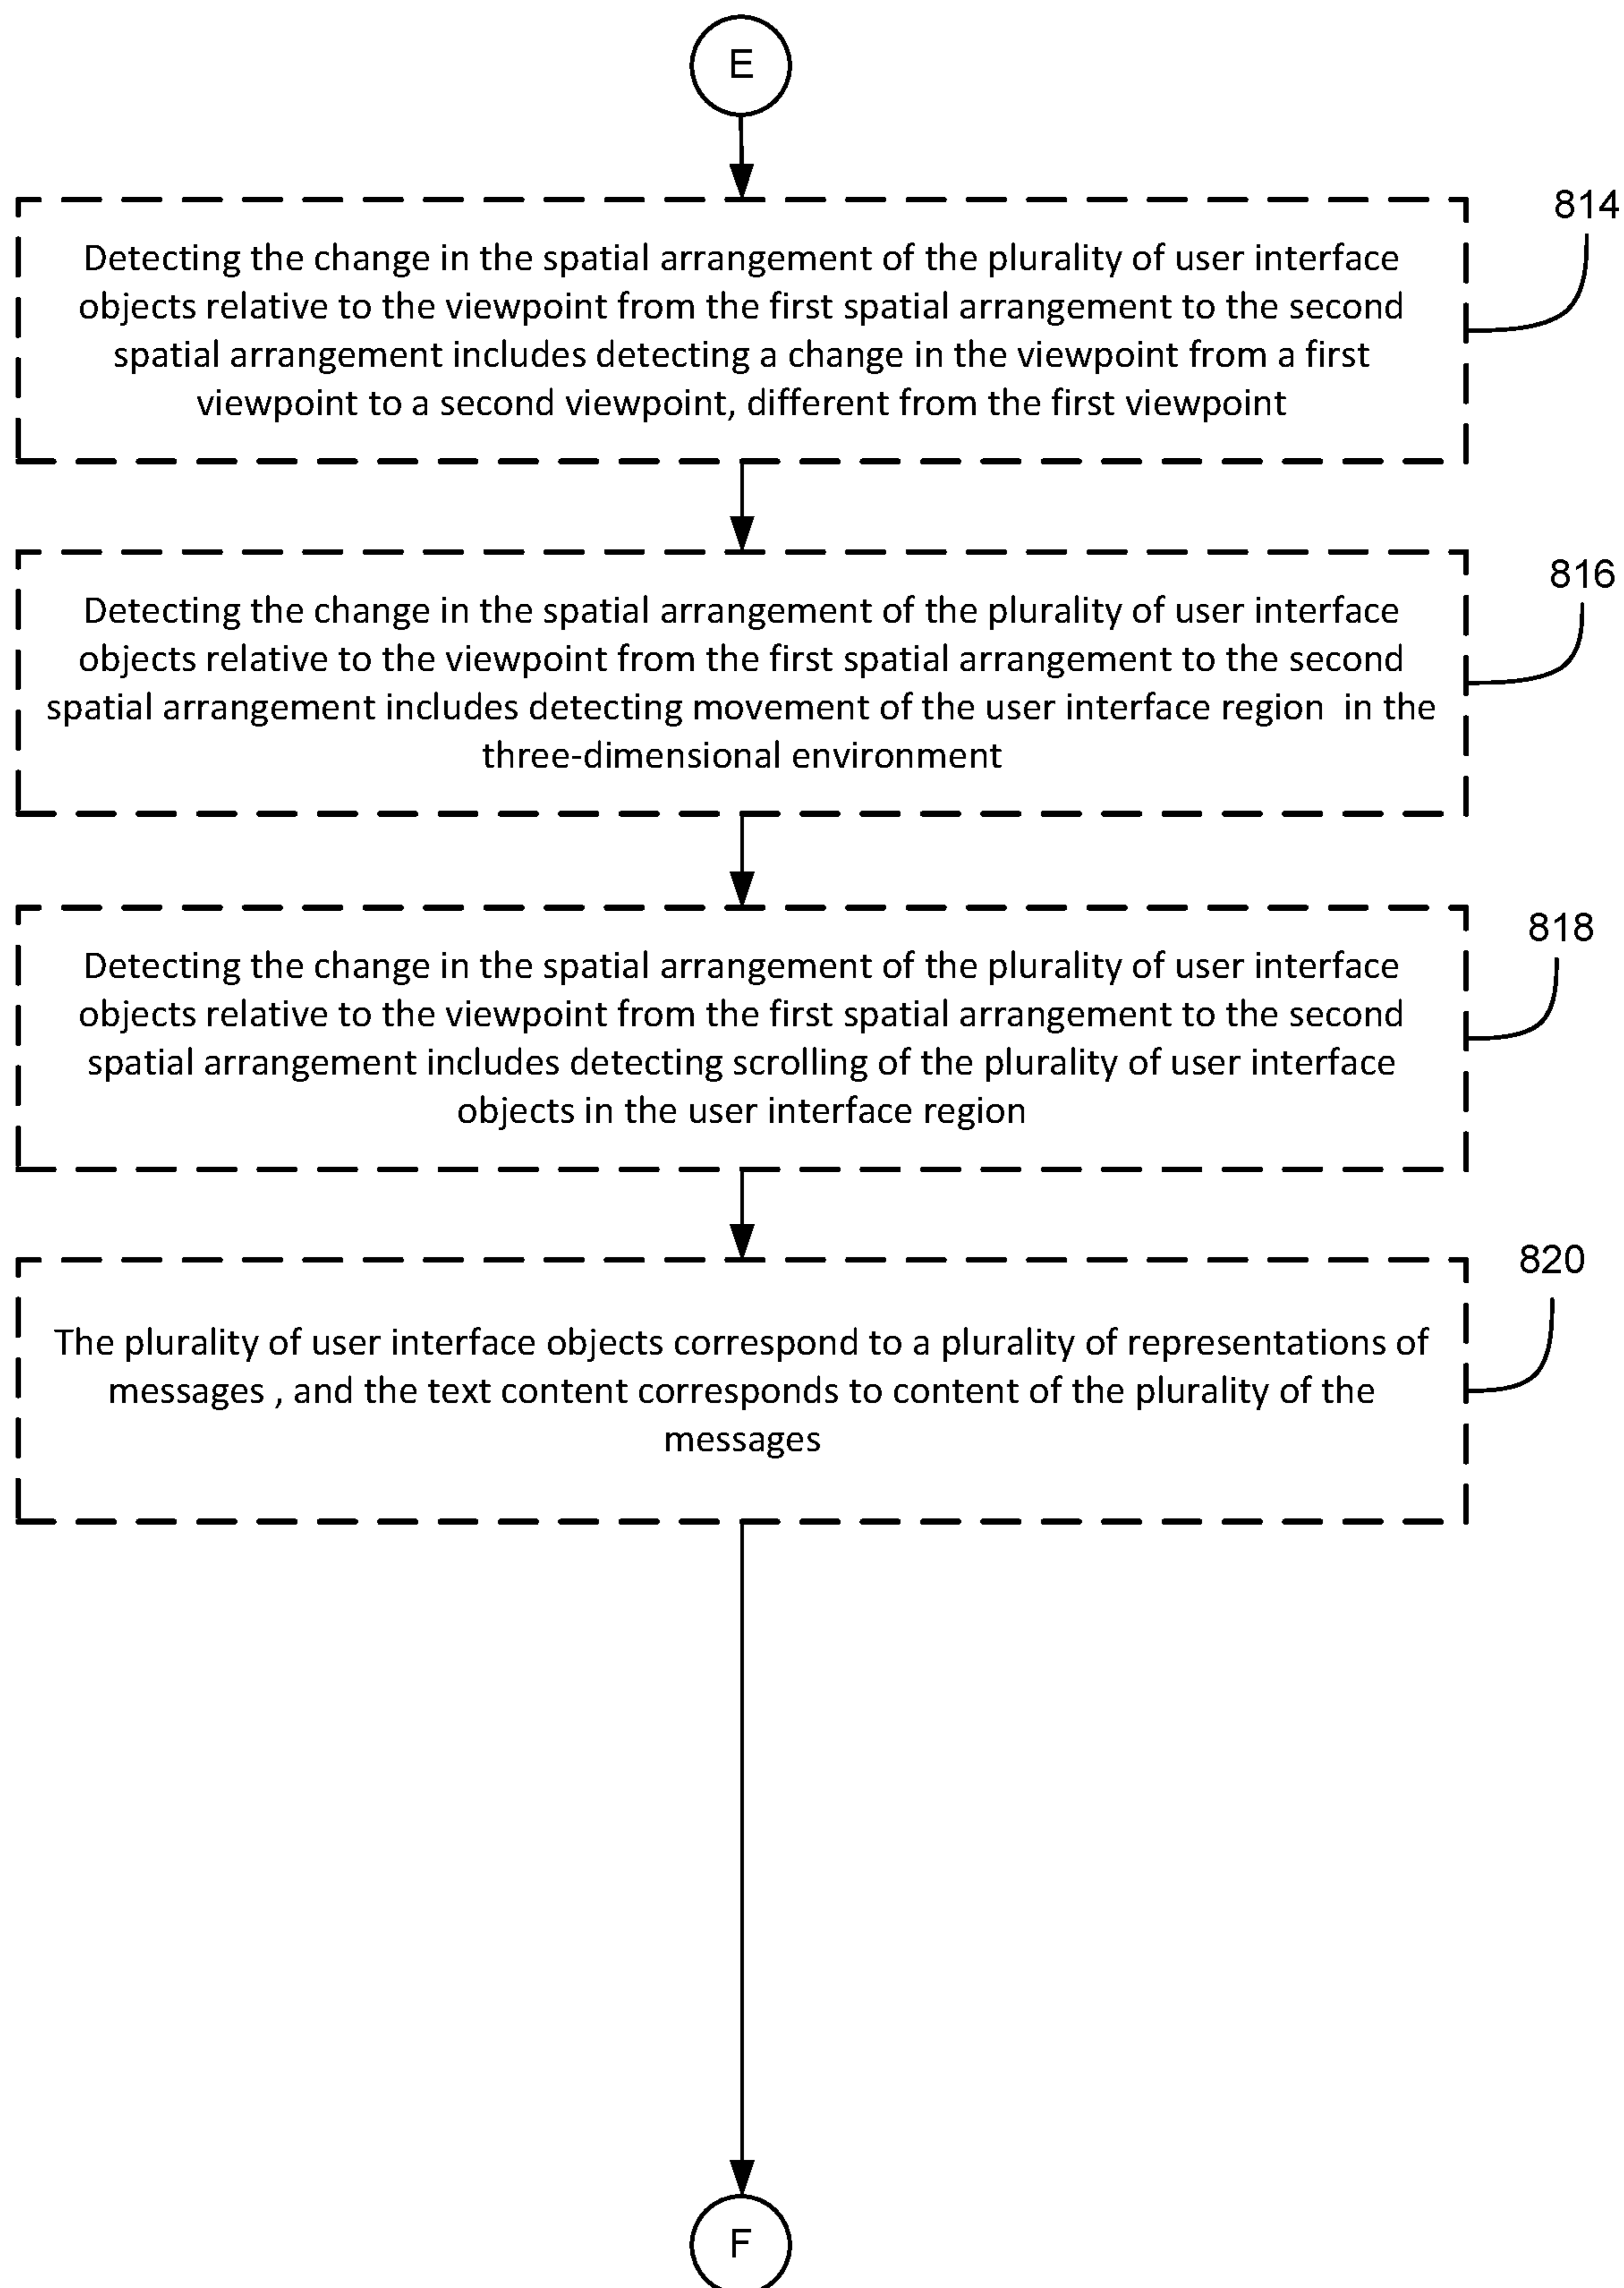 E
814
Detecting the change in the spatial arrangement of the plurality of user interface
objects relative to the viewpoint from the first spatial arrangement to the second
spatial arrangement includes detecting a change in the viewpoint from a first
viewpoint to a second viewpoint, different from the first viewpoint
816
Detecting the change in the spatial arrangement of the plurality of user interface
objects relative to the viewpoint from the first spatial arrangement to the second
spatial arrangement includes detecting movement of the user interface region  in the
three-dimensional environment
818
Detecting the change in the spatial arrangement of the plurality of user interface
objects relative to the viewpoint from the first spatial arrangement to the second
spatial arrangement includes detecting scrolling of the plurality of user interface
objects in the user interface region
820
The plurality of user interface objects correspond to a plurality of representations of
messages , and the text content corresponds to content of the plurality of the
messages
F